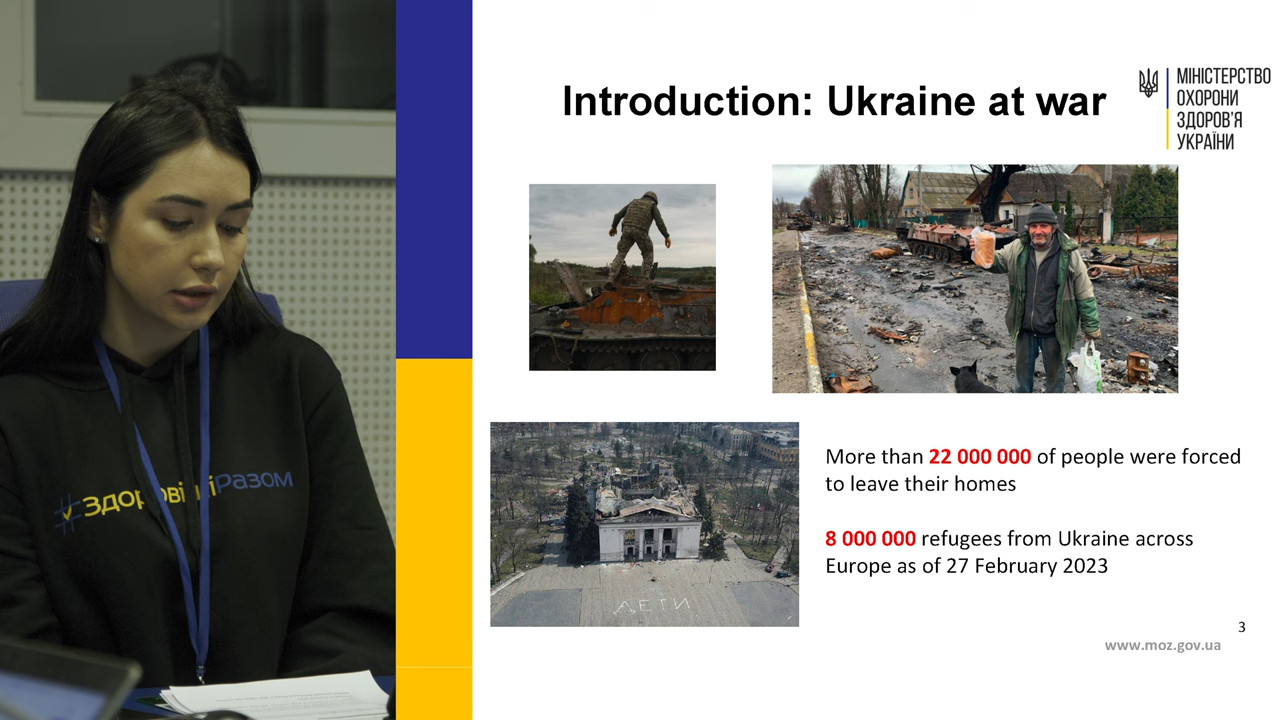 Introduction: Ukraine at war
МІНІСТЕРСТВО
ОХОРОНИ
ЗДОРОВ'Я
УКРАЇНИ
#Здоровіші Разом
ДЕТИ
More than 22 000 000 of people were forced
to leave their homes
8 000 000 refugees from Ukraine across
Europe as of 27 February 2023
3
www.moz.gov.ua